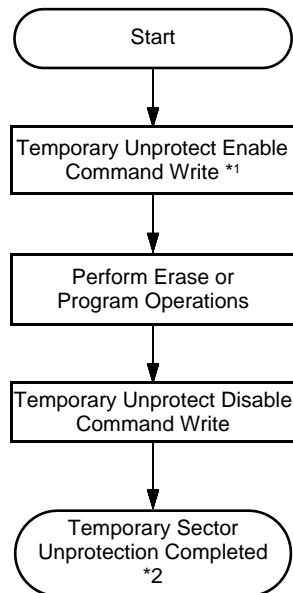 Start
Temporary Unprotect Enable
Command Write *1
Perform Erase or
Program Operations
Temporary Unprotect Disable
Command Write
Temporary Sector
Unprotection Completed
*2